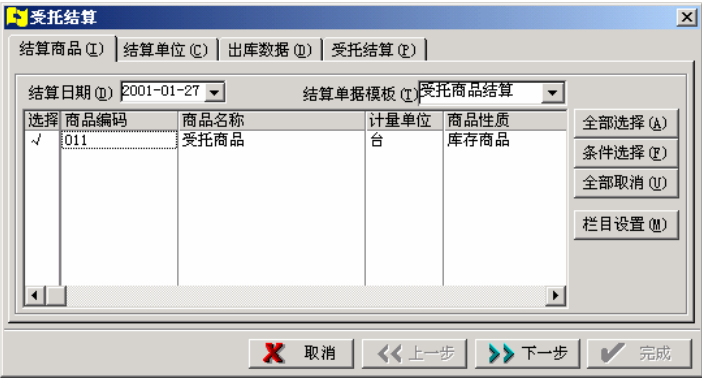 受托结算
结算商品(I) 结算单位(C) 出库数据(D) 受托结算(P)
结算日期(D) 2001-01-27 结算单据模板(T) 受托商品结算
选择 商品编码 商品名称 计量单位 商品性质
√ 011 受托商品 台 库存商品
全部选择(A)
条件选择(F)
全部取消(U)
栏目设置(M)
取消 上一步 下一步 完成